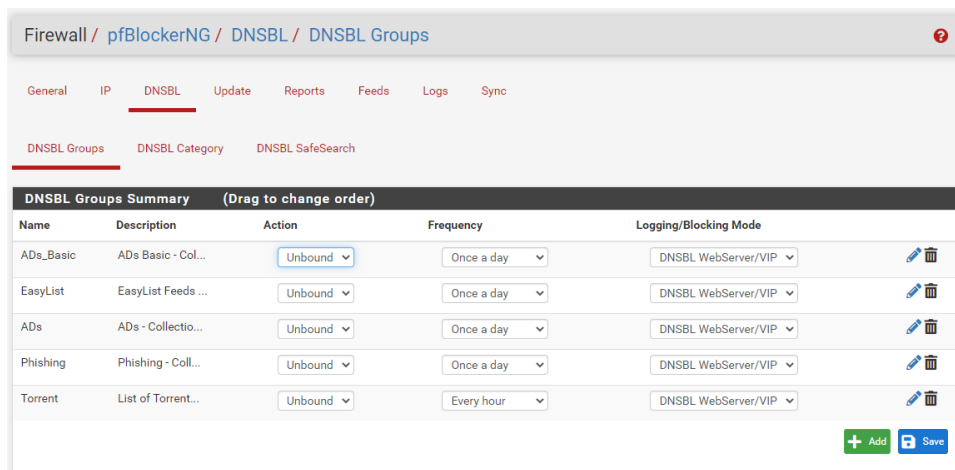 Firewall / pfBlockerNG / DNSBL / DNSBL Groups
General IP DNSBL Update Reports Feeds Logs Sync
DNSBL Groups DNSBL Category DNSBL SafeSearch
DNSBL Groups Summary (Drag to change order)
Name Description Action Frequency Logging/Blocking Mode
ADs_Basic ADs Basic - Col... Unbound Once a day DNSBL WebServer/VIP
EasyList EasyList Feeds ... Unbound Once a day DNSBL WebServer/VIP
ADs ADs - Collectio... Unbound Once a day DNSBL WebServer/VIP
Phishing Phishing - Coll... Unbound Once a day DNSBL WebServer/VIP
Torrent List of Torrent... Unbound Every hour DNSBL WebServer/VIP
Add Save